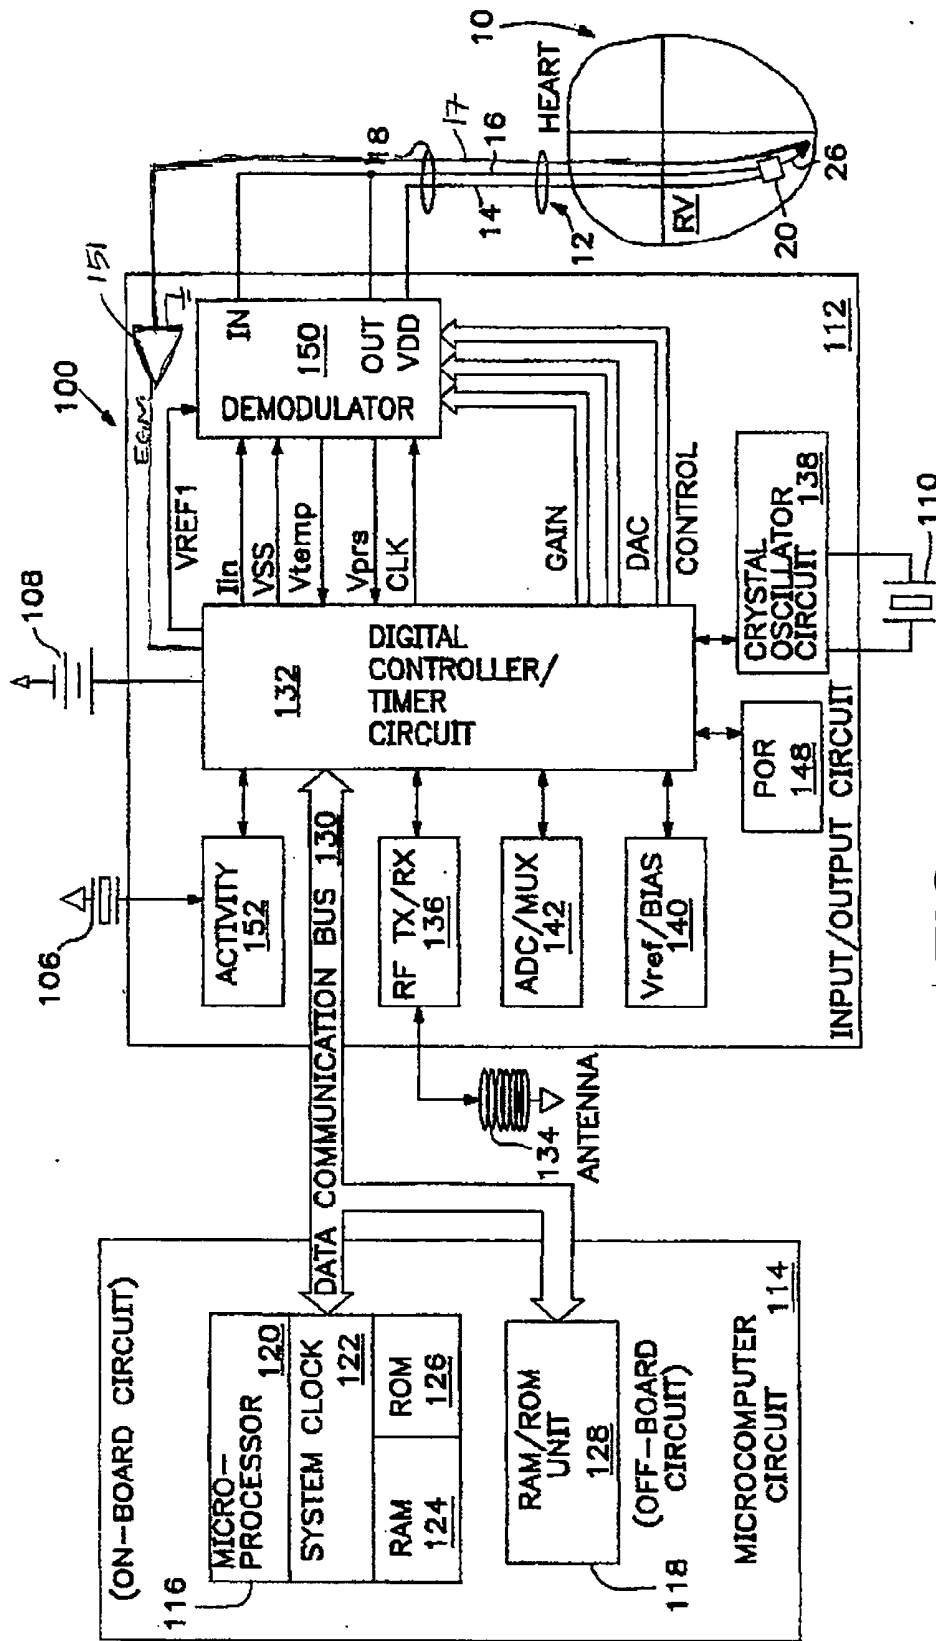 (ON-BOARD CIRCUIT)
116
MICRO-
PROCESSOR 120
SYSTEM CLOCK 122
RAM
124
ROM
126
RAM/ROM
UNIT
128
118
(OFF-BOARD
CIRCUIT)
MICROCOMPUTER
CIRCUIT 114
DATA COMMUNICATION BUS 130
134
ANTENNA
106
ACTIVITY
152
RF TX/RX
136
ADC/MUX
142
Vref/BIAS
140
INPUT/OUTPUT CIRCUIT
108
132
DIGITAL
CONTROLLER/
TIMER
CIRCUIT
POR
148
CRYSTAL
OSCILLATOR
CIRCUIT 138
110
100
EGM
151
VREF1
Iin
VSS
Vtemp
Vprs
CLK
GAIN
DAC
CONTROL
IN
150
OUT
VDD
DEMODULATOR
112
18
17
16
14
12
10
HEART
RV
20
26